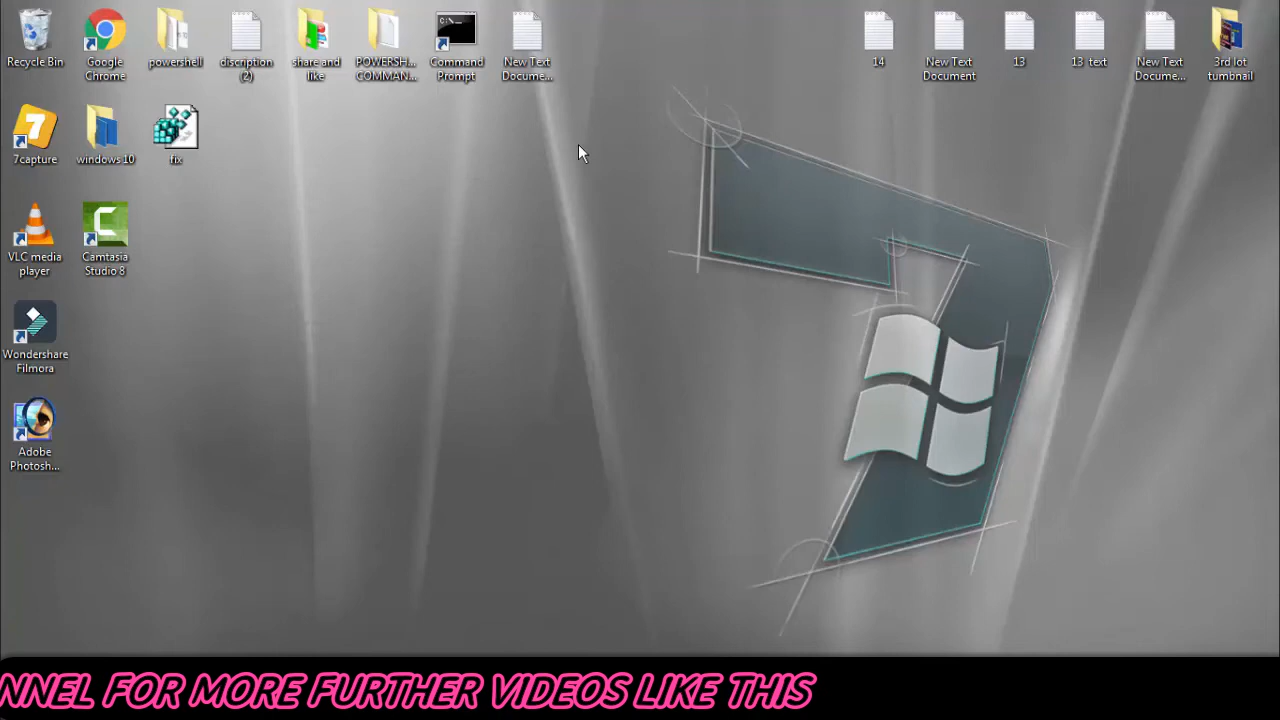 Recycle Bin
Google
Chrome
powershell
discription
(2)
share and
like
POWERSH...
COMMAN...
C:\_
Command
Prompt
New Text
Docume...
14
New Text
Document
13
13 text
New Text
Docume...
3rd lot
tumbnail
7
7capture
windows 10
fix
VLC media
player
C
Camtasia
Studio 8
Wondershare
Filmora
Adobe
Photosh...
NNEL FOR MORE FURTHER VIDEOS LIKE THIS